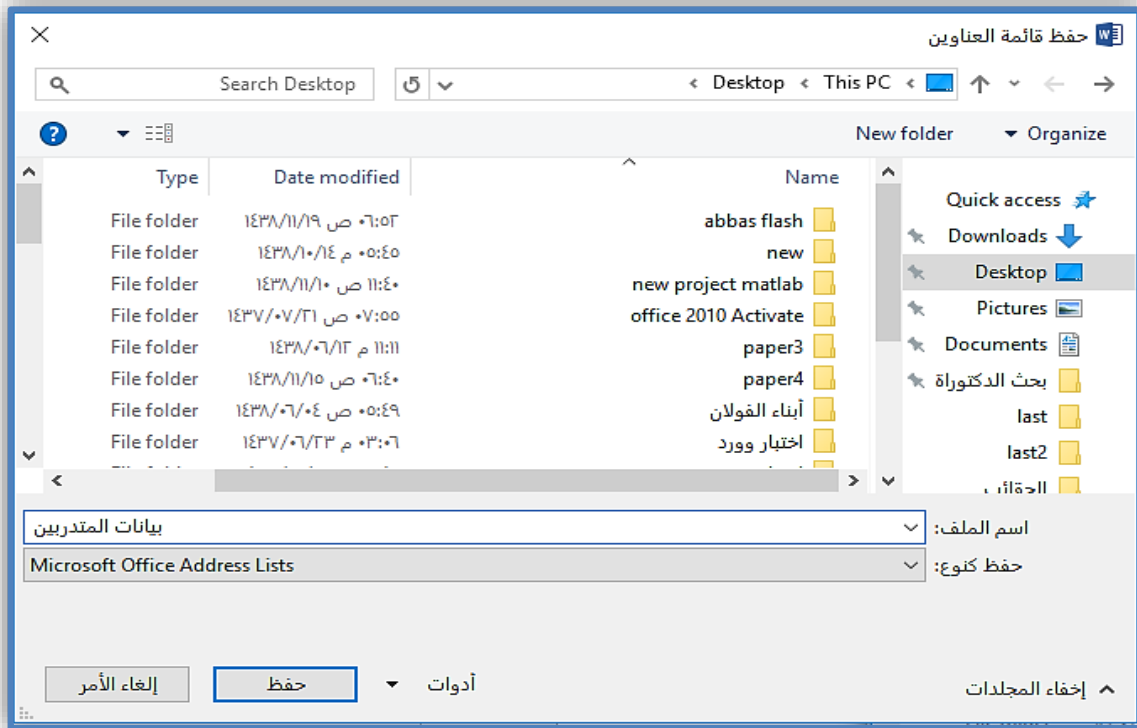 حفظ قائمة العناوين
This PC
Desktop
Search Desktop
Organize
New folder
Name
Date modified
Type
Quick access
Downloads
Desktop
Pictures
Documents
بحث الدكتوراة
last
last2
الحقائب
abbas flash ٠٦:٥٢ ص ١٤٣٨/١١/١٩ File folder
new ٠٥:٤٥ م ١٤٣٨/١٠/١٤ File folder
new project matlab ١١:٤٠ ص ١٤٣٨/١١/١٠ File folder
office 2010 Activate ٠٧:٥٥ ص ١٤٣٧/٠٧/٢١ File folder
paper3 ١١:١١ م ١٤٣٨/٠٦/١٢ File folder
paper4 ٠٦:٤٠ ص ١٤٣٨/١١/١٥ File folder
أبناء الفولان ٠٥:٤٩ ص ١٤٣٨/٠٦/٠٤ File folder
اختبار وورد ٠٣:٠٦ م ١٤٣٧/٠٦/٢٣ File folder
اسم الملف: بيانات المتدربين
حفظ كنوع: Microsoft Office Address Lists
إخفاء المجلدات
أدوات
حفظ
إلغاء الأمر